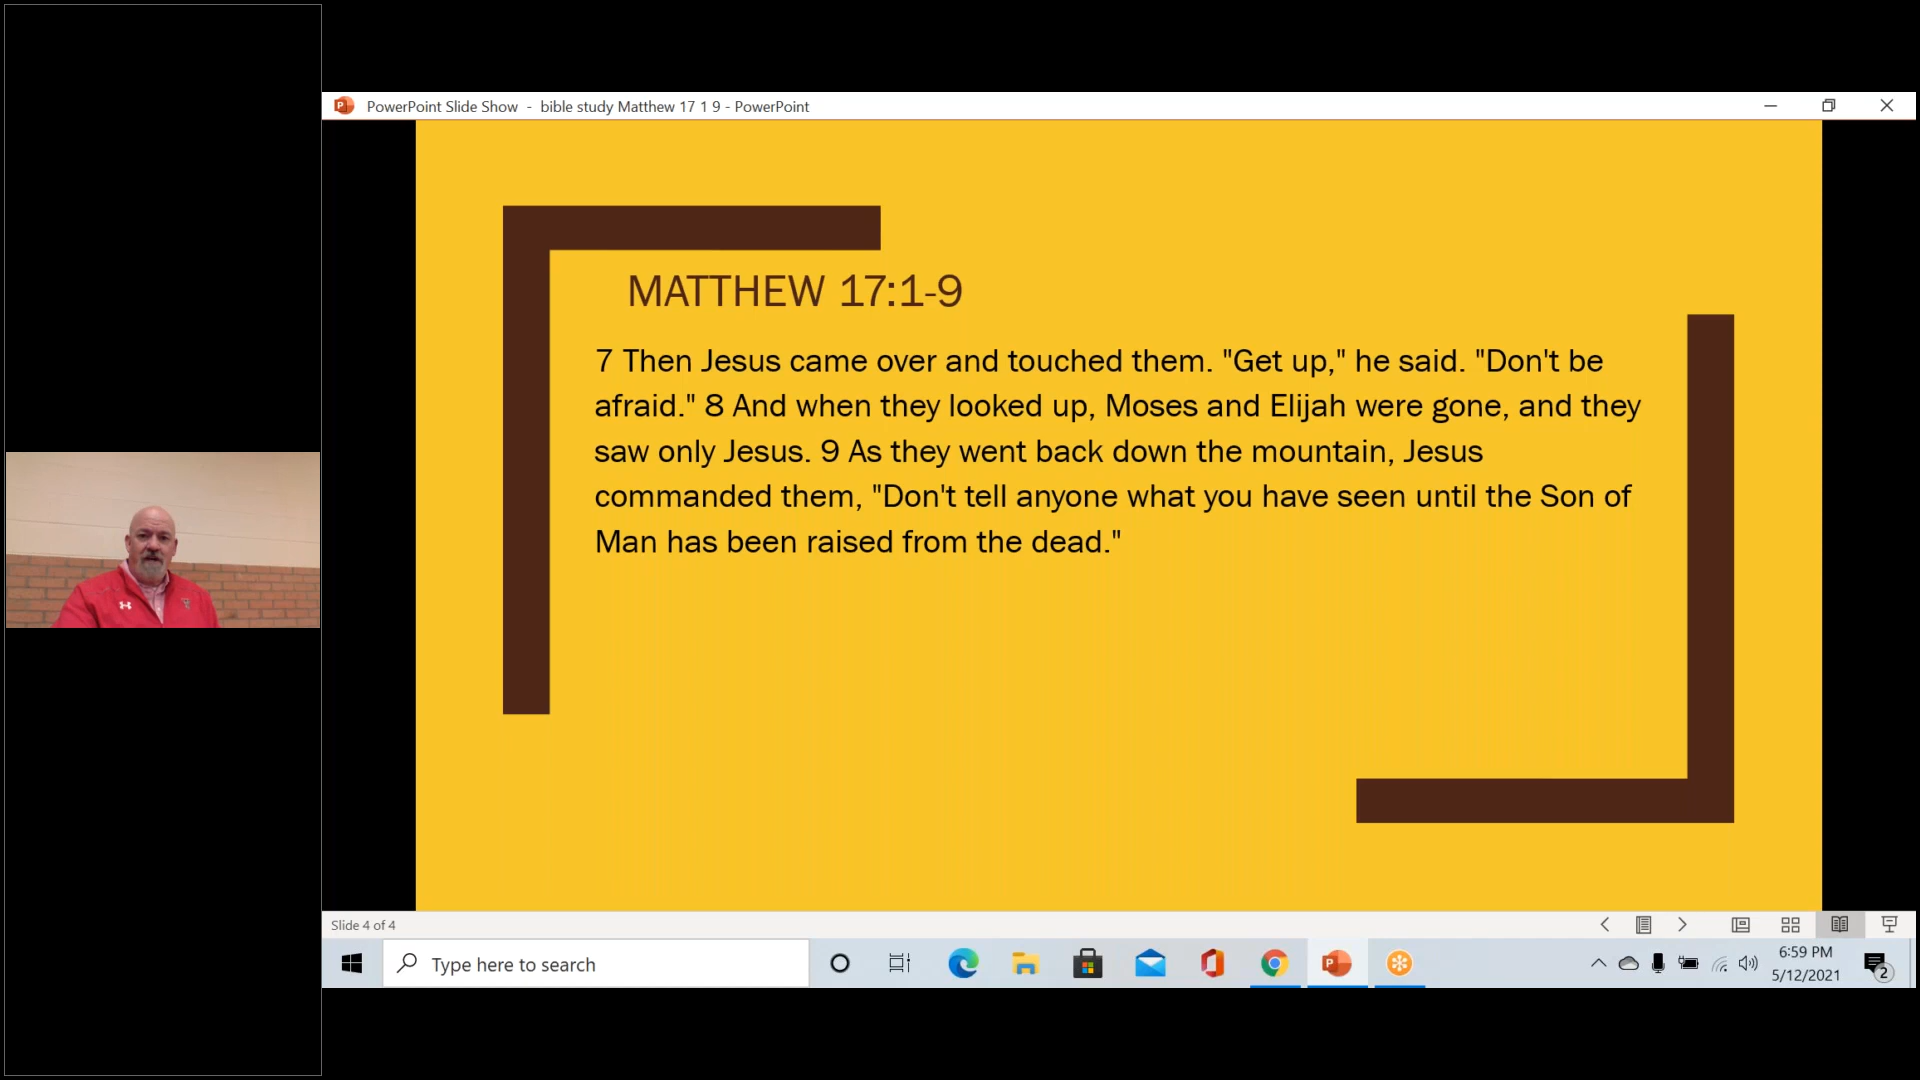 PowerPoint Slide Show - bible study Matthew 17 1 9 - PowerPoint
MATTHEW 17:1-9
7 Then Jesus came over and touched them. "Get up," he said. "Don't be
afraid." 8 And when they looked up, Moses and Elijah were gone, and they
saw only Jesus. 9 As they went back down the mountain, Jesus
commanded them, "Don't tell anyone what you have seen until the Son of
Man has been raised from the dead."
Slide 4 of 4
Type here to search
6:59 PM
5/12/2021
2